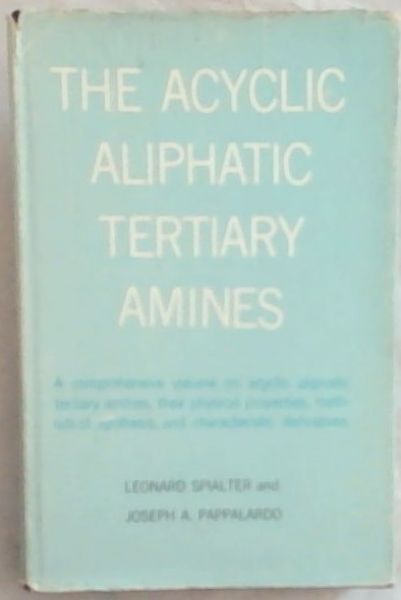 THE ACYCLIC
ALIPHATIC
TERTIARY
AMINES
A comprehensive volume on acyclic aliphatic
tertiary amines, their physical properties, meth-
ods of synthesis, and characteristic derivatives
LEONARD SPIALTER and
JOSEPH A. PAPPALARDO